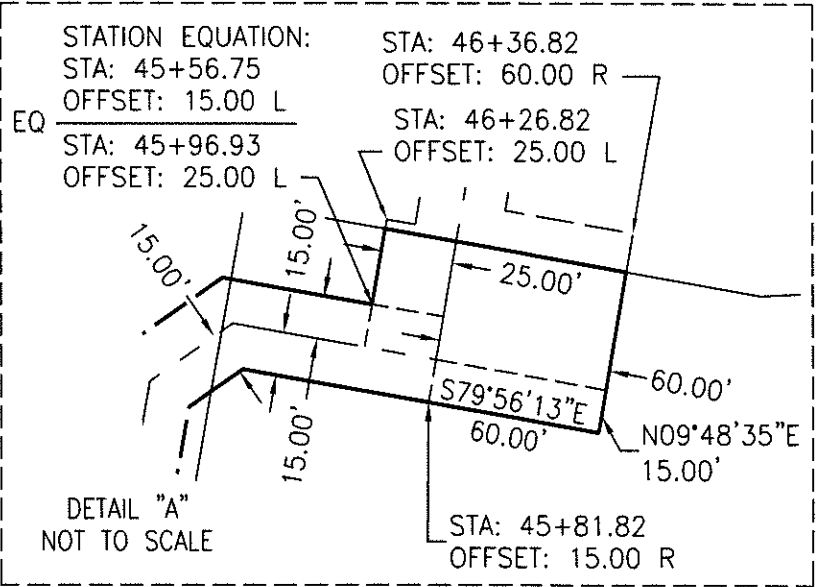 STATION EQUATION:
STA: 45+56.75
OFFSET: 15.00 L
EQ
STA: 45+96.93
OFFSET: 25.00 L
STA: 46+36.82
OFFSET: 60.00 R
STA: 46+26.82
OFFSET: 25.00 L
15.00'
15.00'
25.00'
60.00'
S79°56'13"E
60.00'
N09°48'35"E
15.00'
15.00'
DETAIL "A"
NOT TO SCALE
STA: 45+81.82
OFFSET: 15.00 R